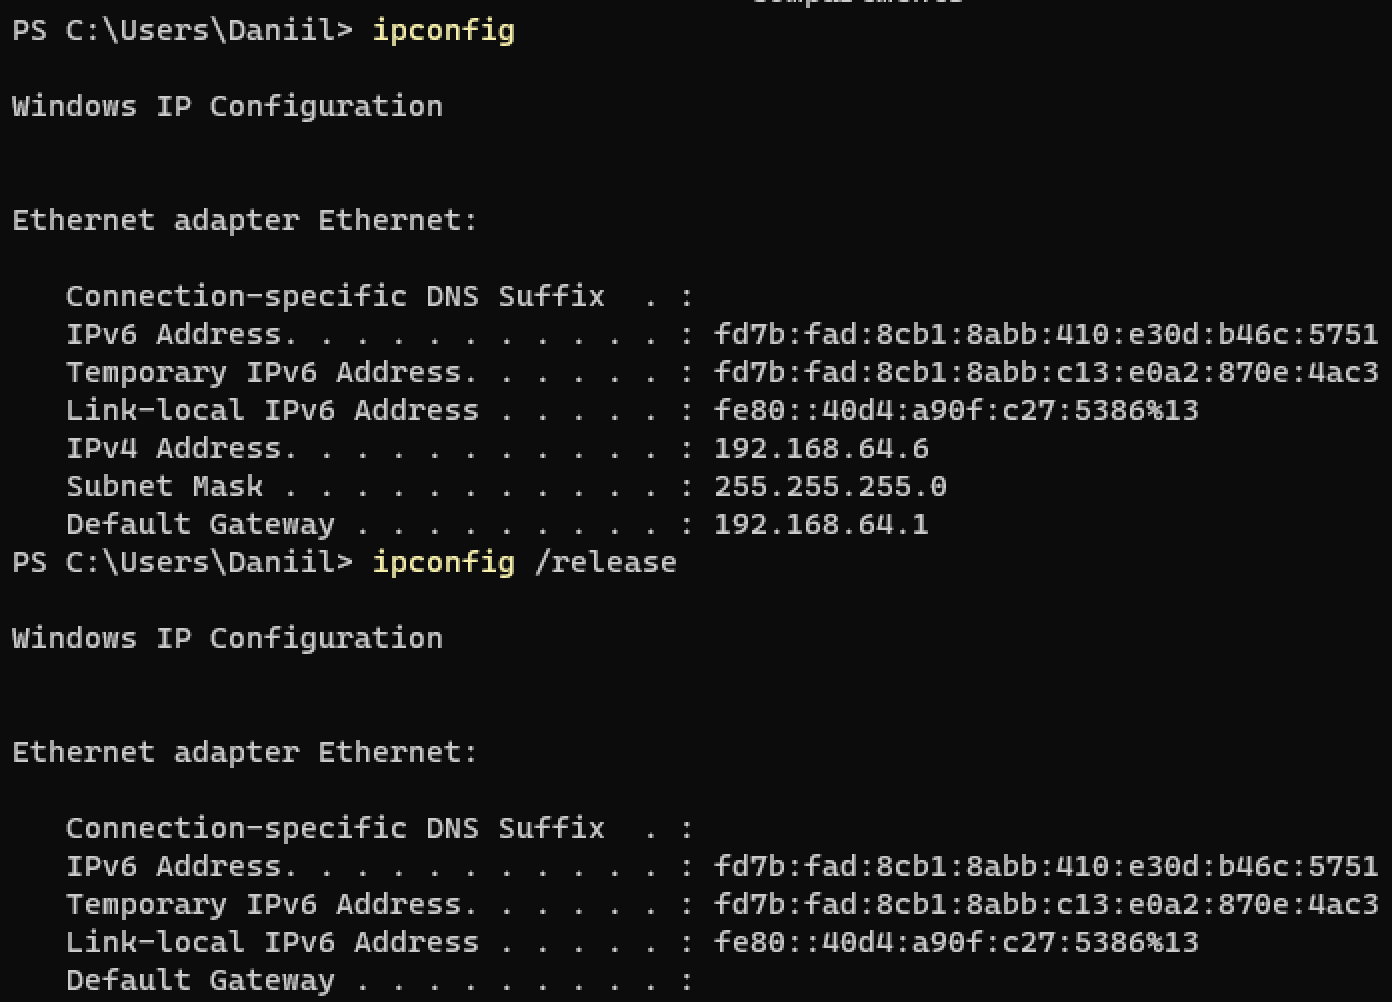 PS C:\Users\Daniil> ipconfig
Windows IP Configuration
Ethernet adapter Ethernet:
Connection-specific DNS Suffix  . :
IPv6 Address. . . . . . . . . . . : fd7b:fad:8cb1:8abb:410:e30d:b46c:5751
Temporary IPv6 Address. . . . . . : fd7b:fad:8cb1:8abb:c13:e0a2:870e:4ac3
Link-local IPv6 Address . . . . . : fe80::40d4:a90f:c27:5386%13
IPv4 Address. . . . . . . . . . . : 192.168.64.6
Subnet Mask . . . . . . . . . . . : 255.255.255.0
Default Gateway . . . . . . . . . : 192.168.64.1
PS C:\Users\Daniil> ipconfig /release
Windows IP Configuration
Ethernet adapter Ethernet:
Connection-specific DNS Suffix  . :
IPv6 Address. . . . . . . . . . . : fd7b:fad:8cb1:8abb:410:e30d:b46c:5751
Temporary IPv6 Address. . . . . . : fd7b:fad:8cb1:8abb:c13:e0a2:870e:4ac3
Link-local IPv6 Address . . . . . : fe80::40d4:a90f:c27:5386%13
Default Gateway . . . . . . . . . :